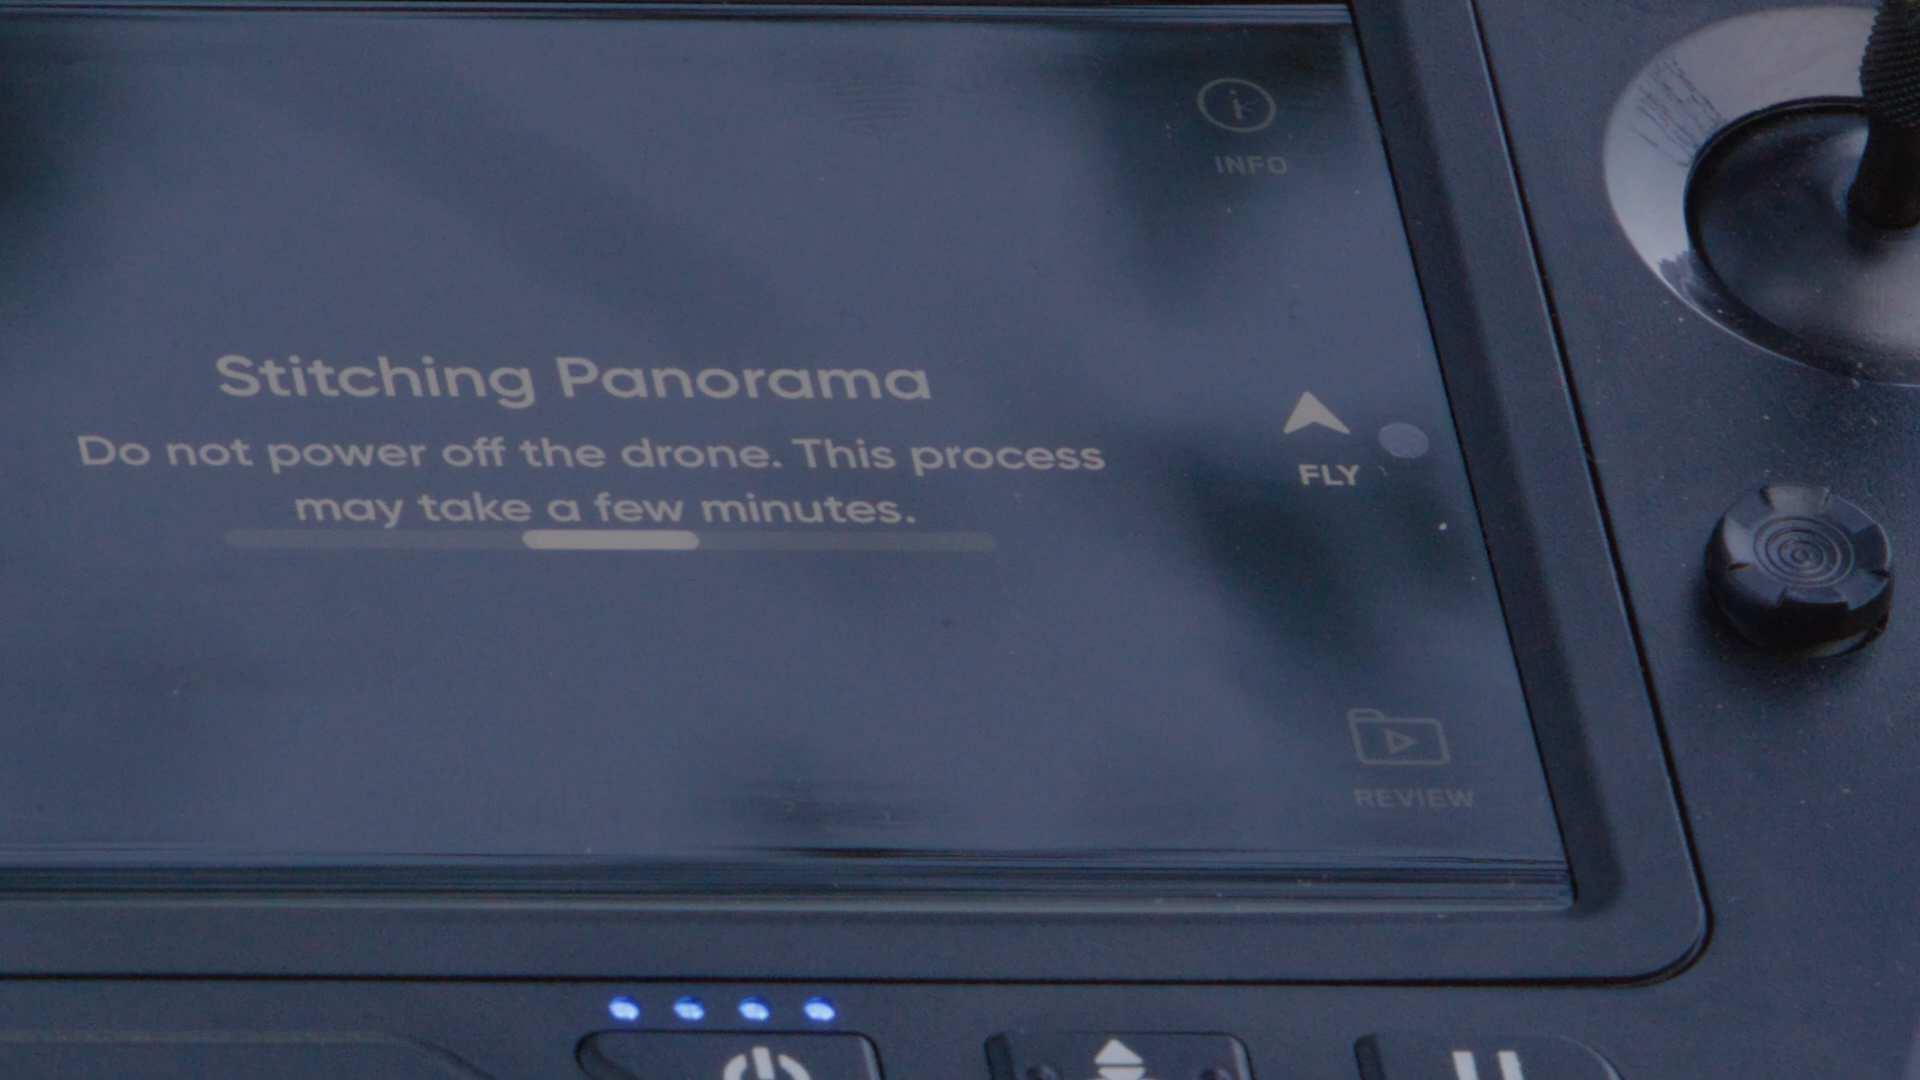 INFO
Stitching Panorama
Do not power off the drone. This process
may take a few minutes.
FLY
REVIEW